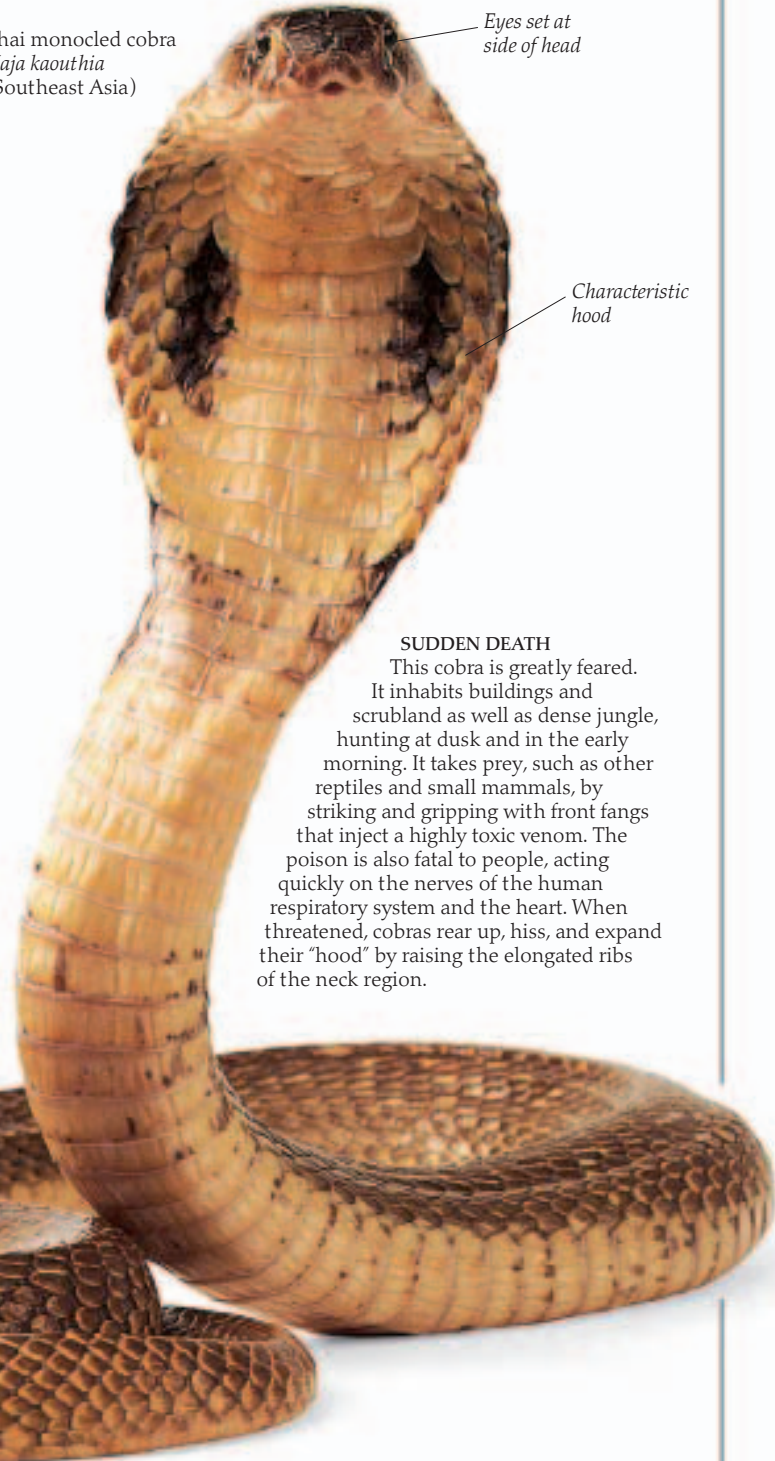 hai monocled cobra
aja kaouthia
Southeast Asia)
Eyes set at
side of head
Characteristic
hood
SUDDEN DEATH
This cobra is greatly feared.
It inhabits buildings and
scrubland as well as dense jungle,
hunting at dusk and in the early
morning. It takes prey, such as other
reptiles and small mammals, by
striking and gripping with front fangs
that inject a highly toxic venom. The
poison is also fatal to people, acting
quickly on the nerves of the human
respiratory system and the heart. When
threatened, cobras rear up, hiss, and expand
their “hood” by raising the elongated ribs
of the neck region.